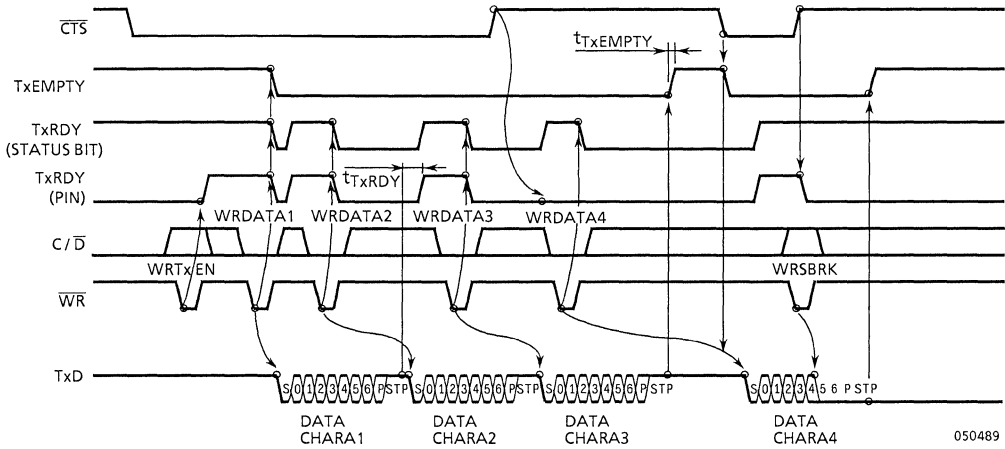 CTS
tTxEMPTY
TxEMPTY
TxRDY
(STATUS BIT)
tTxRDY
TxRDY
(PIN)
WRDATA1 WRDATA2 WRDATA3 WRDATA4
C/D
WRTxEN WRSBRK
WR
TxD
S 0 1 2 3 4 5 6 P STP S 0 1 2 3 4 5 6 P STP S 0 1 2 3 4 5 6 P STP S 0 1 2 3 4 5 6 P STP
DATA DATA DATA DATA
CHARA1 CHARA2 CHARA3 CHARA4
050489